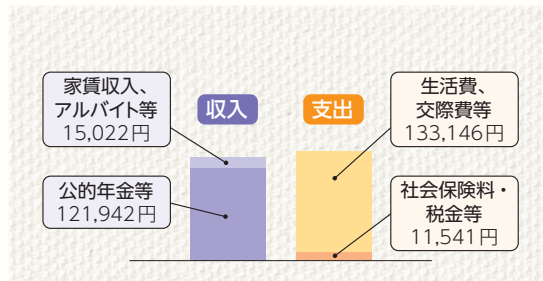 家賃収入、
アルバイト等
15,022円
収入
公的年金等
121,942円
支出
生活費、
交際費等
133,146円
社会保険料・
税金等
11,541円